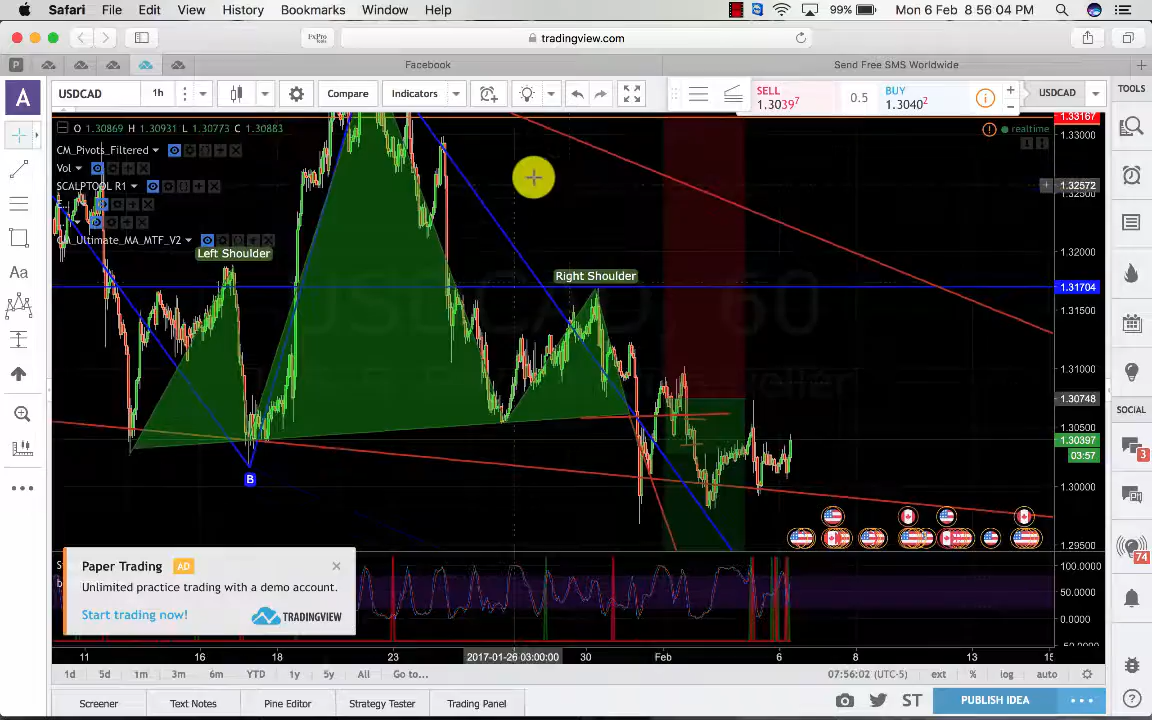 Safari File Edit View History Bookmarks Window Help 99% Mon 6 Feb 8 56 04 PM
tradingview.com
Facebook Send Free SMS Worldwide
USDCAD 1h Compare Indicators
SELL 1.30397 0.5 BUY 1.30402 USDCAD TOOLS
O 1.30869 H 1.30931 L 1.30773 C 1.30883
realtime
CM_Pivots_Filtered
Vol
SCALPTOOL R1
E...
CM_Ultimate_MA_MTF_V2
Left Shoulder
Right Shoulder
B
1.33167
1.33000
1.32572
1.32500
1.32000
1.31704
1.31500
1.31000
1.30748
1.30500
1.30397
03:57
1.30000
1.29500
100.0000
50.0000
0.0000
SOCIAL
3
74
Paper Trading AD
Unlimited practice trading with a demo account.
Start trading now! TRADINGVIEW
11 16 18 23 2017-01-26 03:00:00 30 Feb 6 8 13 15
1d 5d 1m 3m 6m YTD 1y 5y All Go to... 07:56:02 (UTC-5) ext % log auto
Screener Text Notes Pine Editor Strategy Tester Trading Panel ST PUBLISH IDEA